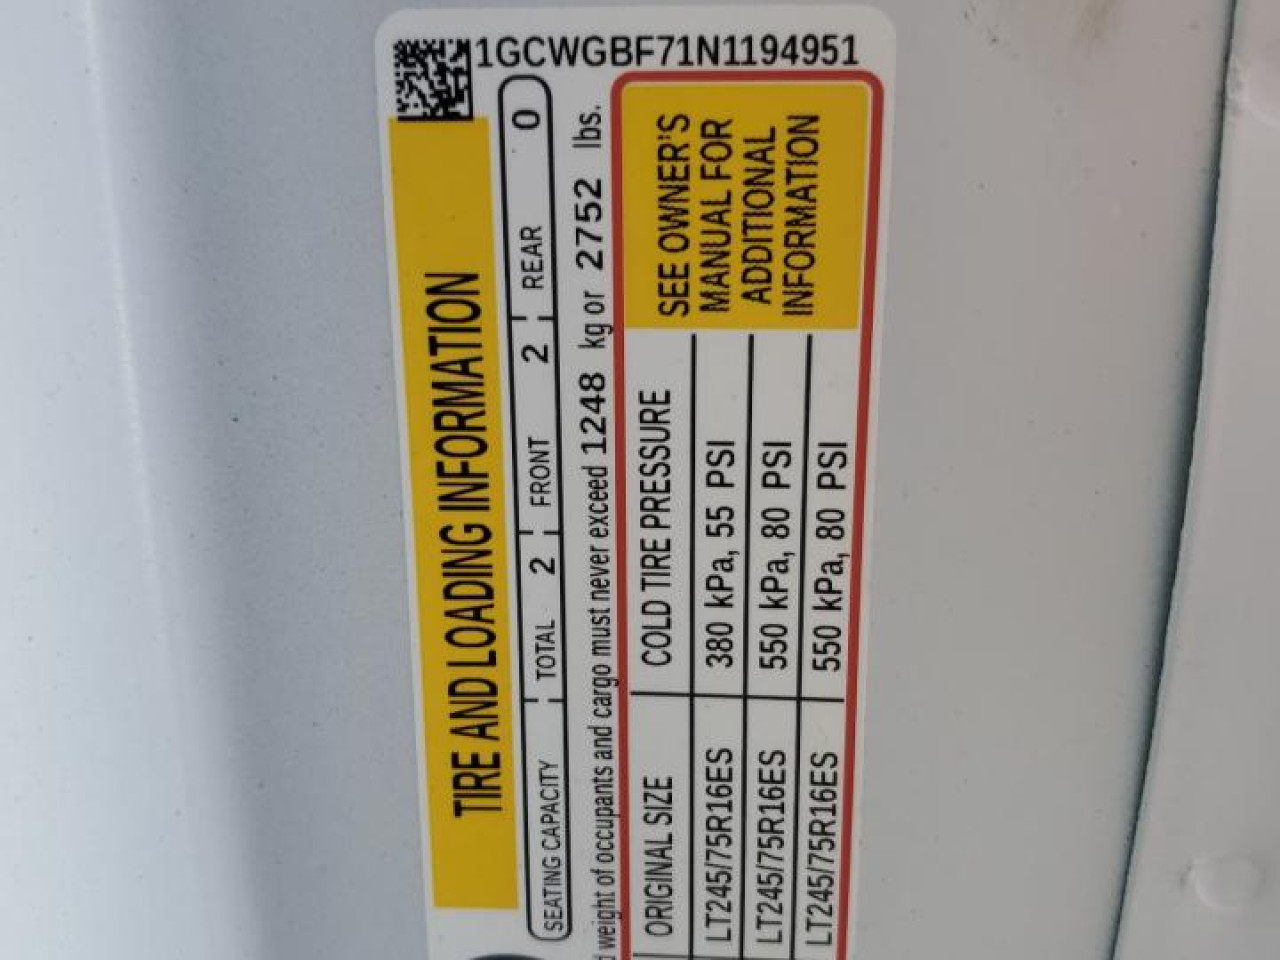 1GCWGBF71N1194951
TIRE AND LOADING INFORMATION
SEATING CAPACITY TOTAL 2 FRONT 2 REAR 0
weight of occupants and cargo must never exceed 1248 kg or 2752 lbs.
ORIGINAL SIZE COLD TIRE PRESSURE
LT245/75R16ES 380 kPa, 55 PSI
LT245/75R16ES 550 kPa, 80 PSI
LT245/75R16ES 550 kPa, 80 PSI
SEE OWNER'S
MANUAL FOR
ADDITIONAL
INFORMATION